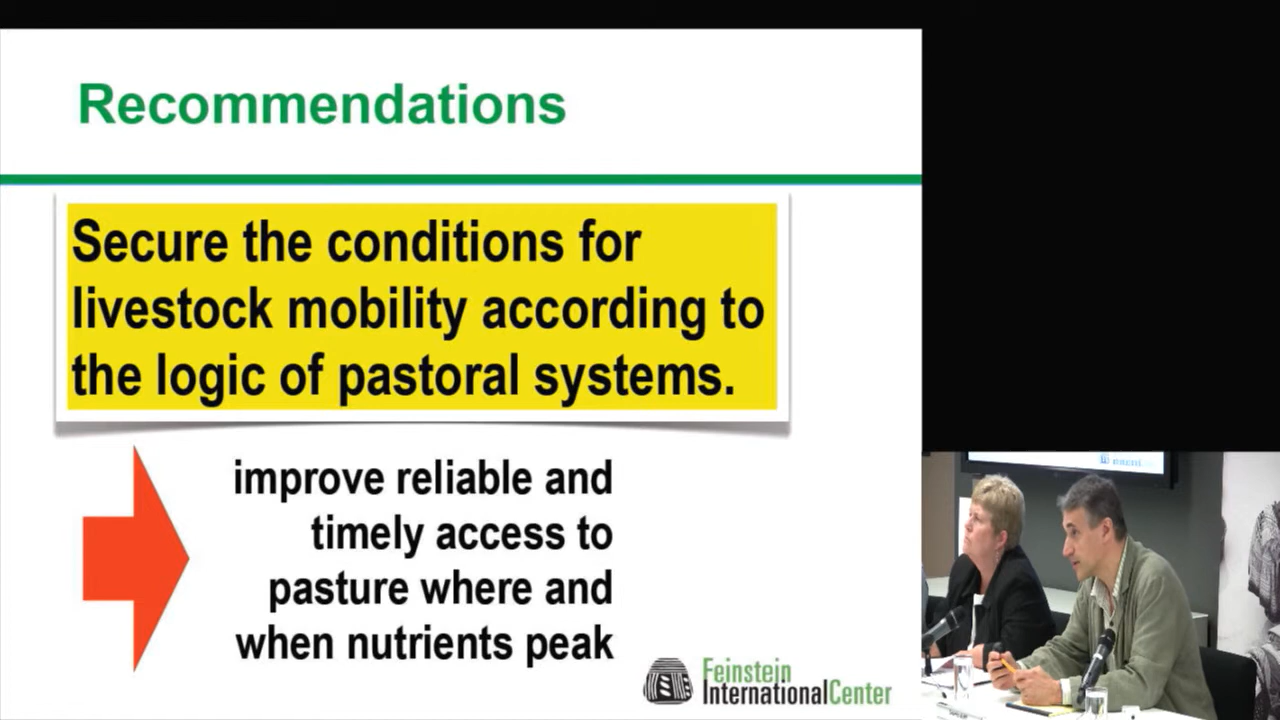 Recommendations
Secure the conditions for
livestock mobility according to
the logic of pastoral systems.
improve reliable and
timely access to
pasture where and
when nutrients peak
Feinstein
InternationalCenter